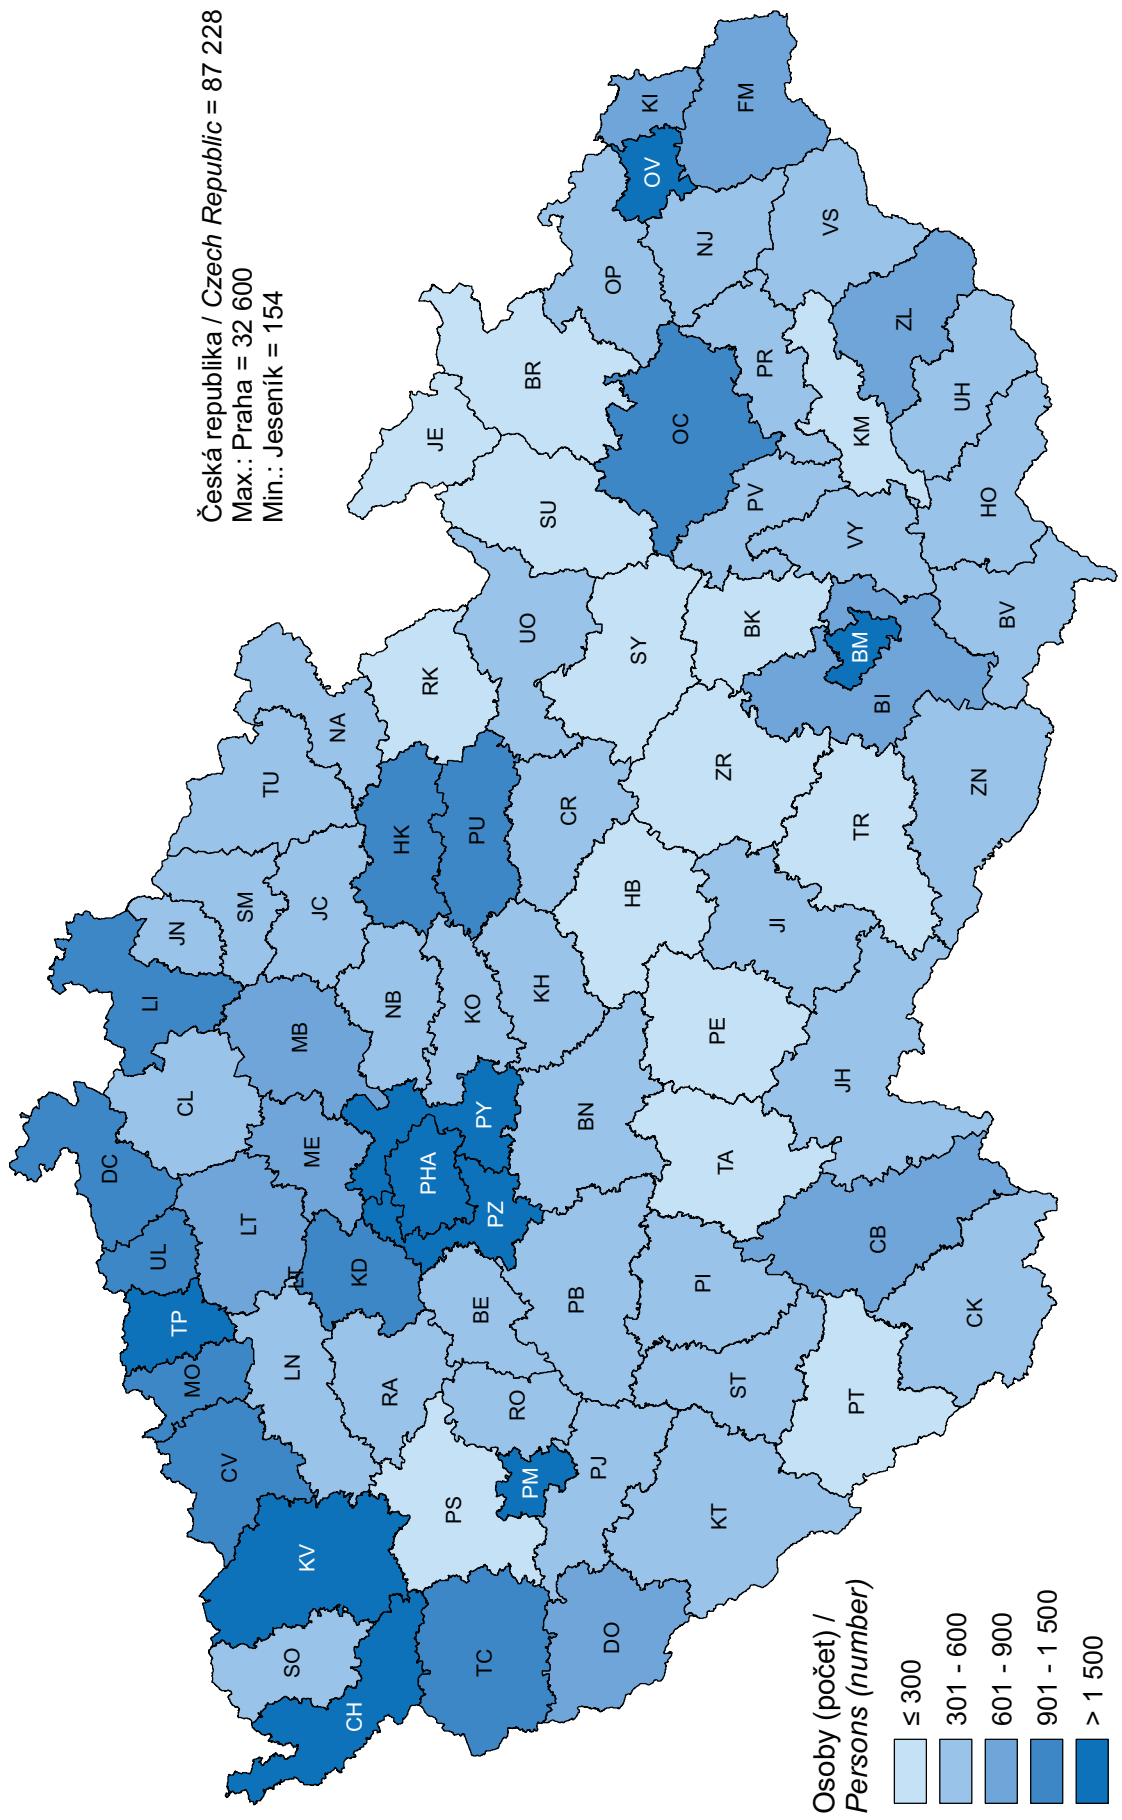 Česká republika / Czech Republic = 87 228
Max.: Praha = 32 600
Min.: Jeseník = 154
DC
LI
JN
SM
TU
NA
UL
CL
TP
MO
LT
LT
MB
JC
CV
LN
ME
HK
RK
KV
KD
NB
SO
RA
PHA
KO
PU
UO
SU
JE
BR
CH
BE
PZ
PY
KH
CR
PS
RO
TC
PM
PB
BN
HB
SY
OP
OV
KI
DO
PJ
OC
NJ
FM
KT
ST
PI
TA
PE
ZR
BK
PV
PR
VS
PT
CB
JH
JI
TR
BI
BM
VY
KM
ZL
CK
ZN
BV
HO
UH
Osoby (počet) /
Persons (number)
≤ 300
301 - 600
601 - 900
901 - 1 500
> 1 500